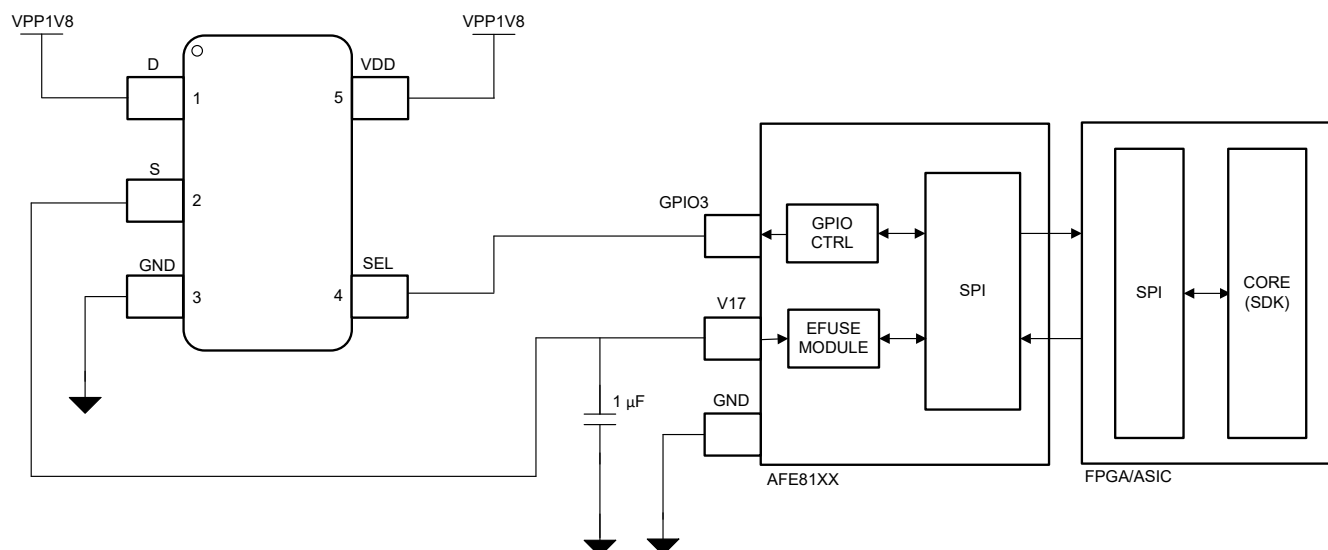 VPP1V8
VPP1V8
D
VDD
1
5
S
2
GND
SEL
3
4
GPIO3
GPIO
CTRL
V17
EFUSE
MODULE
GND
SPI
SPI
CORE
(SDK)
1 µF
AFE81XX
FPGA/ASIC